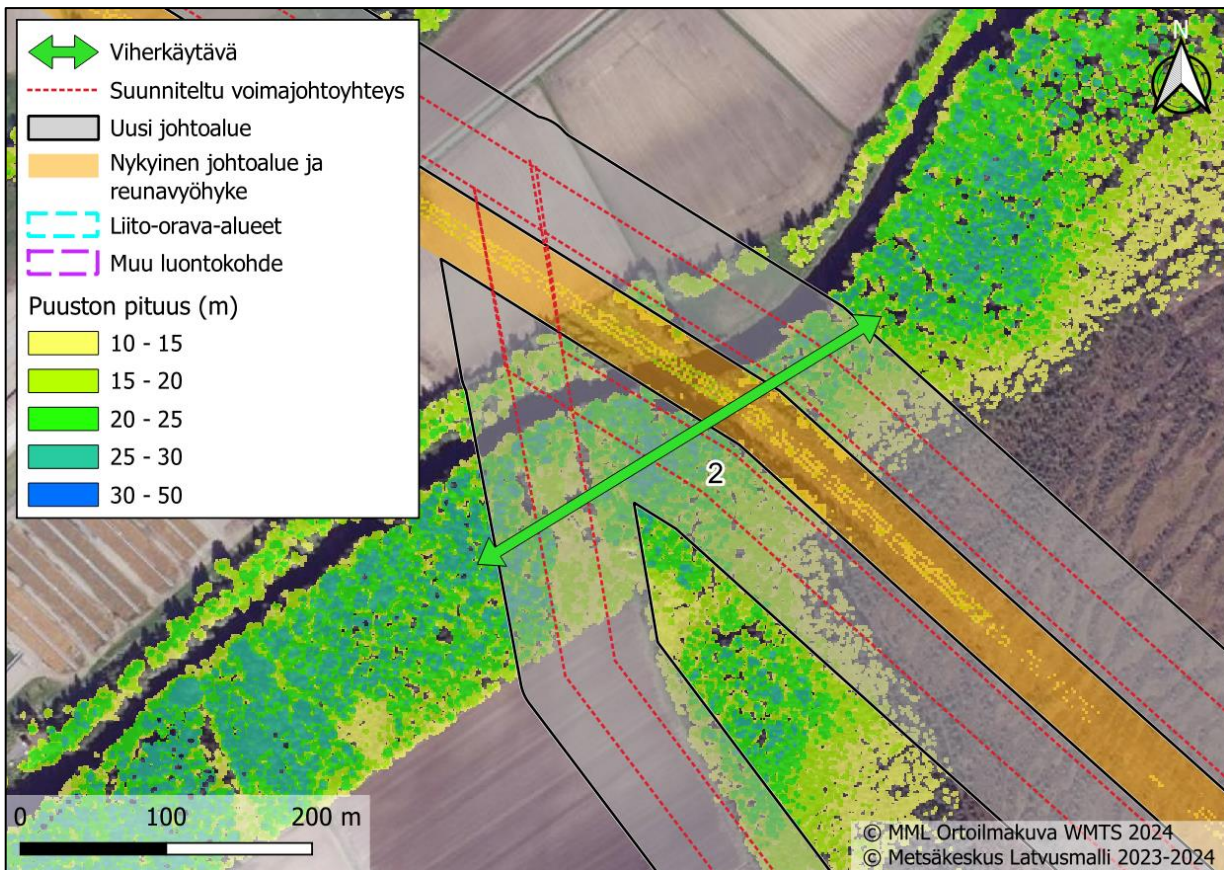 Viherkäytävä
Suunniteltu voimajohtoyhteys
Uusi johtoalue
Nykyinen johtoalue ja
reunavyöhyke
Liito-orava-alueet
Muu luontokohde
Puuston pituus (m)
10 - 15
15 - 20
20 - 25
25 - 30
30 - 50
N
2
0 100 200 m
© MML Ortoilmakuva WMTS 2024
© Metsäkeskus Latvusmalli 2023-2024